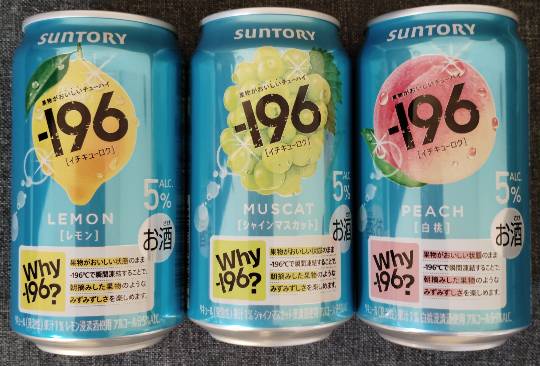 SUNTORY
果物がおいしいチューハイ
-196
[イチキューロク]
ALC.
5%
LEMON
[レモン]
お酒
Why
-196?
果物がおいしい状態のまま
-196℃で瞬間凍結することで、
朝摘みした果物のような
みずみずしさを楽しめます。
SUNTORY
果物がおいしいチューハイ
-196
[イチキューロク]
ALC.
5%
MUSCAT
[シャインマスカット]
お酒
Why
-196?
果物がおいしい状態のまま
-196℃で瞬間凍結することで、
朝摘みした果物のような
みずみずしさを楽しめます。
SUNTORY
果物がおいしいチューハイ
-196
[イチキューロク]
ALC.
5%
PEACH
[白桃]
お酒
Why
-196?
果物がおいしい状態のまま
-196℃で瞬間凍結することで、
朝摘みした果物のような
みずみずしさを楽しめます。